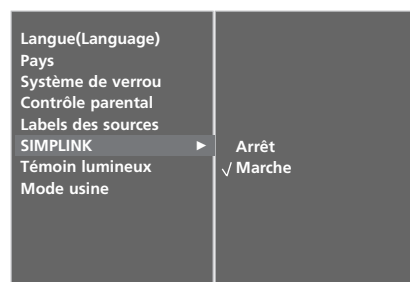 Langue(Language)
Pays
Système de verrou
Contrôle parental
Labels des sources
SIMPLINK ►
Témoin lumineux
Mode usine
Arrêt
√ Marche